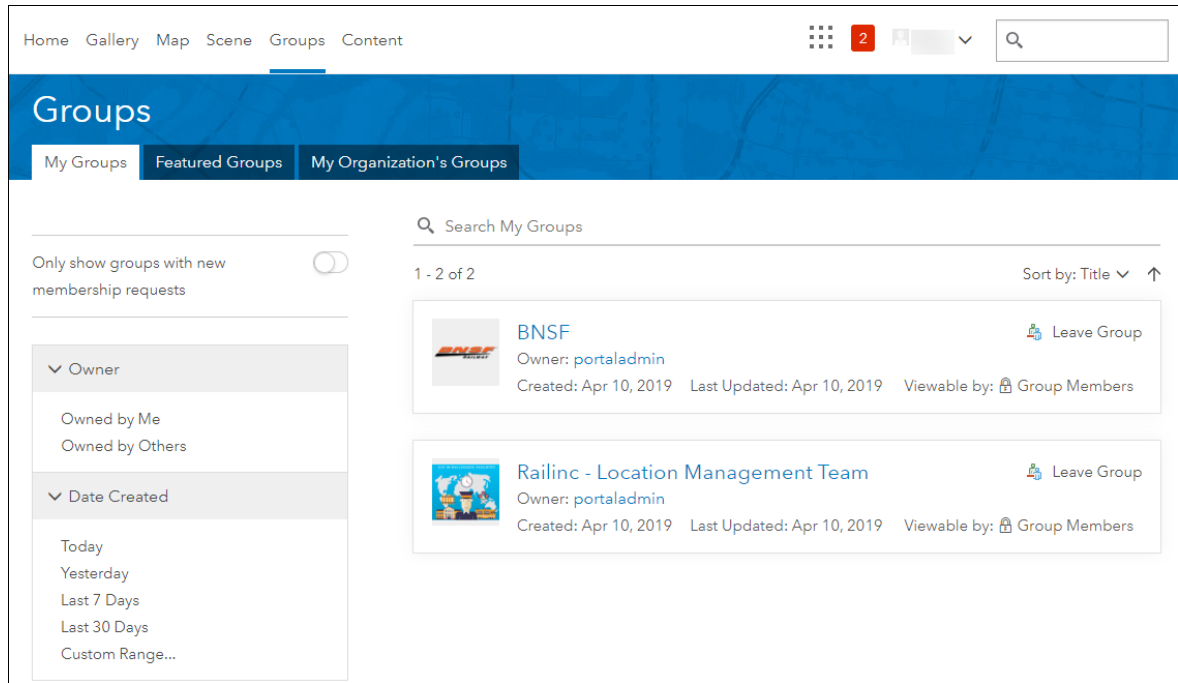 Home Gallery Map Scene Groups Content 2
Groups
My Groups Featured Groups My Organization's Groups
Search My Groups
Only show groups with new
membership requests
1 - 2 of 2 Sort by: Title
BNSF Leave Group
BNSF
RAILWAY
Owner: portaladmin
Created: Apr 10, 2019 Last Updated: Apr 10, 2019 Viewable by: Group Members
Owner
Owned by Me
Owned by Others
Railinc - Location Management Team Leave Group
Owner: portaladmin
Created: Apr 10, 2019 Last Updated: Apr 10, 2019 Viewable by: Group Members
Date Created
Today
Yesterday
Last 7 Days
Last 30 Days
Custom Range...